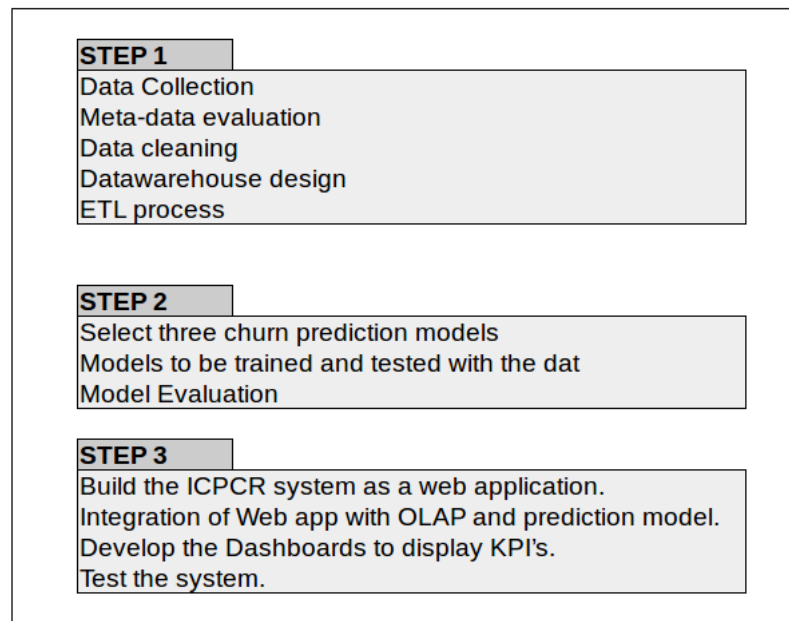 STEP 1
Data Collection
Meta-data evaluation
Data cleaning
Datawarehouse design
ETL process
STEP 2
Select three churn prediction models
Models to be trained and tested with the dat
Model Evaluation
STEP 3
Build the ICPCR system as a web application.
Integration of Web app with OLAP and prediction model.
Develop the Dashboards to display KPI's.
Test the system.